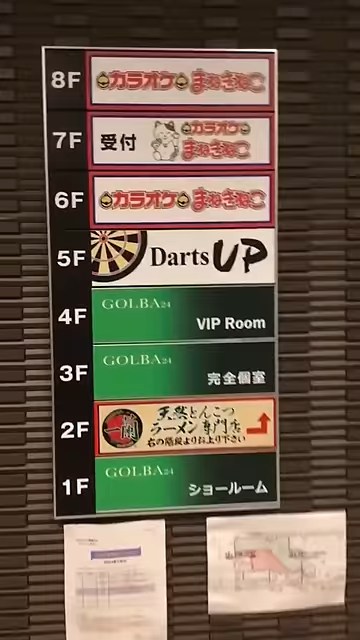 8F カラオケ まねきねこ
7F 受付 カラオケ まねきねこ
6F カラオケ まねきねこ
5F Darts UP
4F GOLBA24 VIP Room
3F GOLBA24 完全個室
2F 一蘭 天然とんこつ
ラーメン専門店
右の階段よりお上り下さい
1F GOLBA24 ショールーム